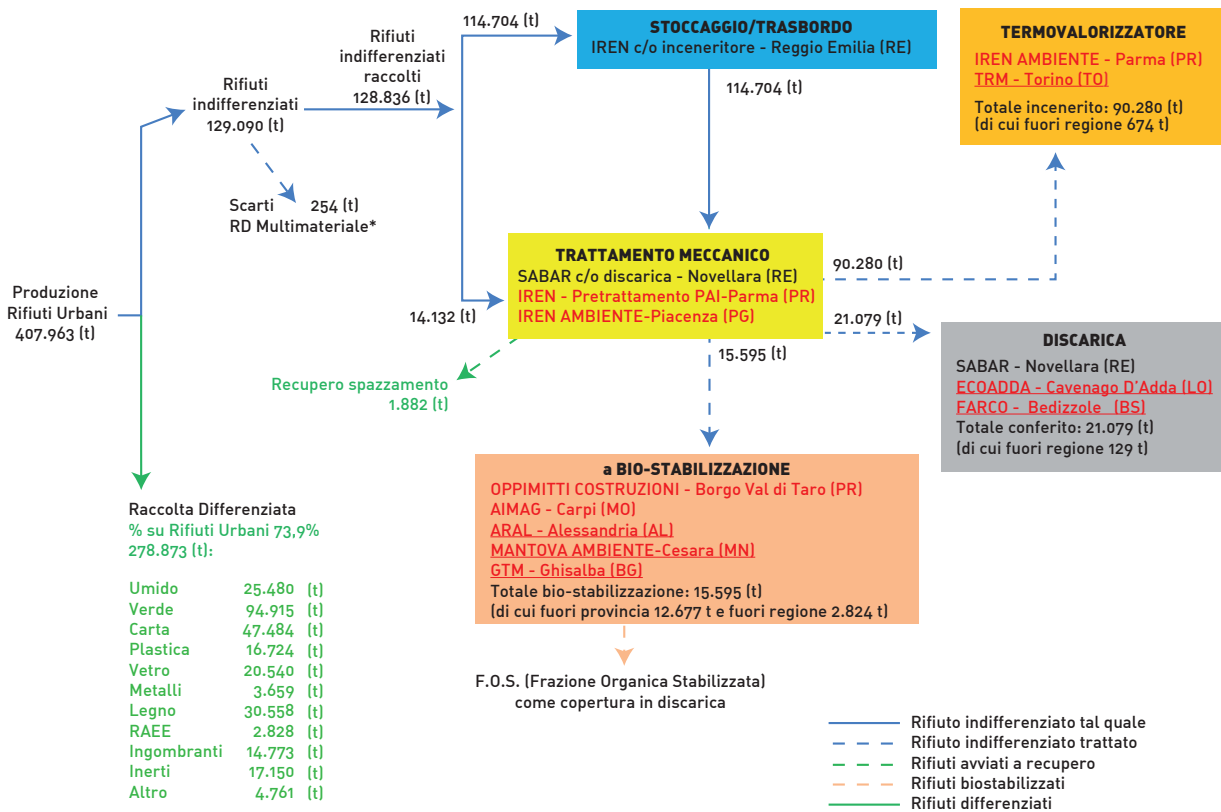 114.704 (t)
STOCCAGGIO/TRASBORDO
IREN c/o inceneritore - Reggio Emilia (RE)
TERMOVALORIZZATORE
IREN AMBIENTE - Parma (PR)
TRM - Torino (TO)
Totale incenerito: 90.280 (t)
(di cui fuori regione 674 t)
Rifiuti
indifferenziati
raccolti
128.836 (t)
Rifiuti
indifferenziati
129.090 (t)
114.704 (t)
Scarti 254 (t)
RD Multimateriale*
TRATTAMENTO MECCANICO
SABAR c/o discarica - Novellara (RE)
IREN - Pretrattamento PAI-Parma (PR)
IREN AMBIENTE-Piacenza (PG)
90.280 (t)
Produzione
Rifiuti Urbani
407.963 (t)
14.132 (t)
21.079 (t)
15.595 (t)
DISCARICA
SABAR - Novellara (RE)
ECOADDA - Cavenago D'Adda (LO)
FARCO - Bedizzole (BS)
Totale conferito: 21.079 (t)
(di cui fuori regione 129 t)
Recupero spazzamento
1.882 (t)
a BIO-STABILIZZAZIONE
OPPIMITTI COSTRUZIONI - Borgo Val di Taro (PR)
AIMAG - Carpi (MO)
ARAL - Alessandria (AL)
MANTOVA AMBIENTE-Cesara (MN)
GTM - Ghisalba (BG)
Totale bio-stabilizzazione: 15.595 (t)
(di cui fuori provincia 12.677 t e fuori regione 2.824 t)
Raccolta Differenziata
% su Rifiuti Urbani 73,9%
278.873 (t):
Umido 25.480 (t)
Verde 94.915 (t)
Carta 47.484 (t)
Plastica 16.724 (t)
Vetro 20.540 (t)
Metalli 3.659 (t)
Legno 30.558 (t)
RAEE 2.828 (t)
Ingombranti 14.773 (t)
Inerti 17.150 (t)
Altro 4.761 (t)
F.O.S. (Frazione Organica Stabilizzata)
come copertura in discarica
Rifiuto indifferenziato tal quale
Rifiuto indifferenziato trattato
Rifiuti avviati a recupero
Rifiuti biostabilizzati
Rifiuti differenziati